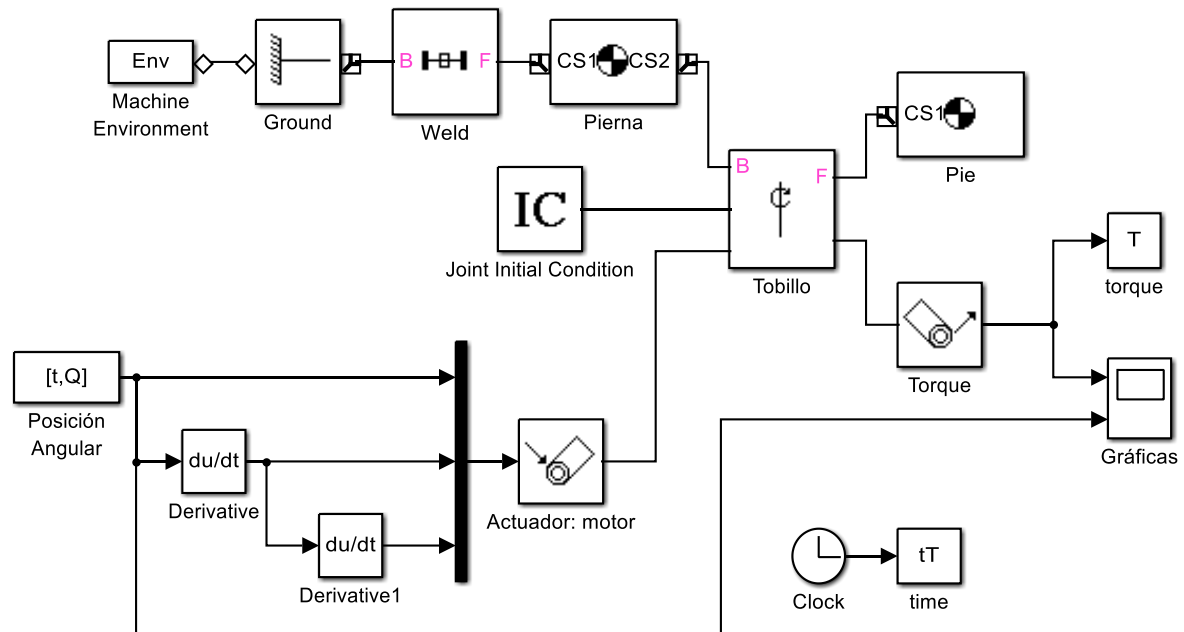 Env
Machine
Environment
Ground
B
F
Weld
CS1
CS2
Pierna
CS1
Pie
IC
Joint Initial Condition
B
F
Tobillo
T
torque
Torque
[t,Q]
Posición
Angular
du/dt
Derivative
du/dt
Derivative1
Actuador: motor
Gráficas
Clock
tT
time